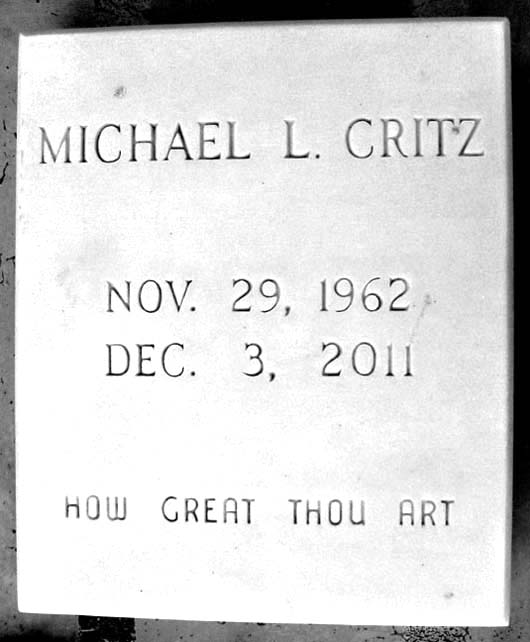 MICHAEL L. CRITZ
NOV. 29, 1962
DEC. 3, 2011
HOW GREAT THOU ART